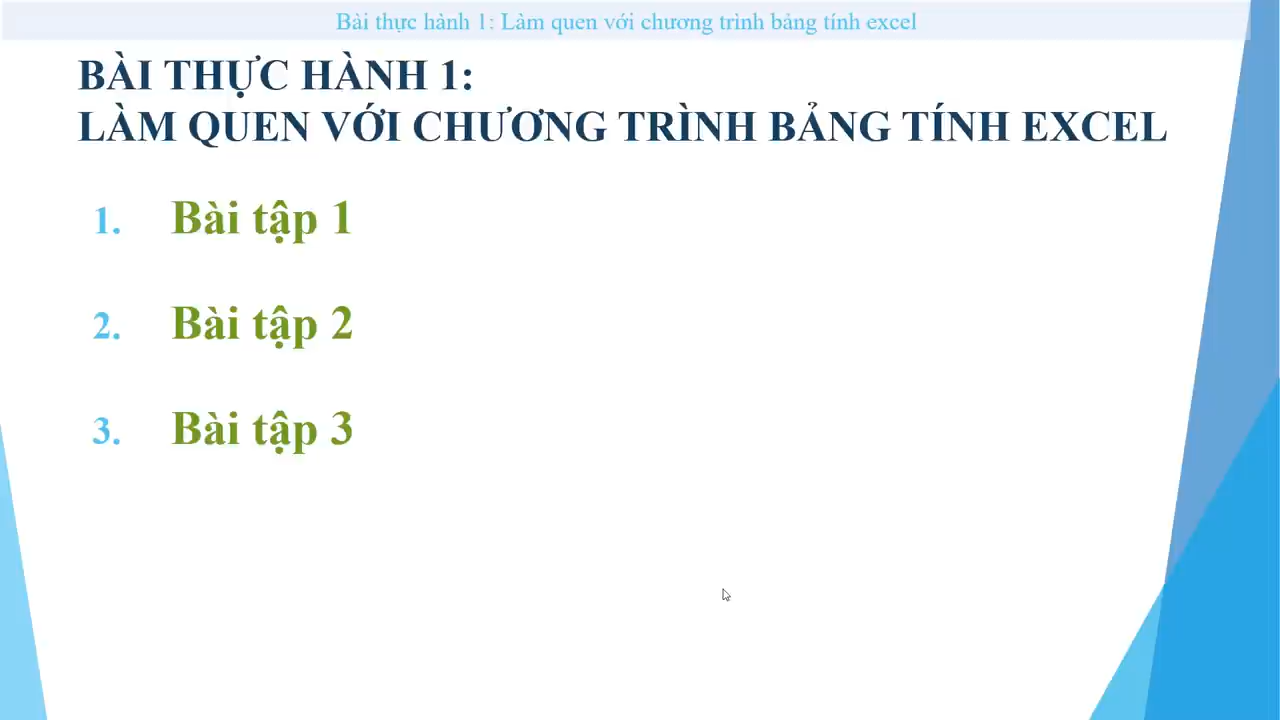 Bài thực hành 1: Làm quen với chương trình bảng tính excel
BÀI THỰC HÀNH 1:
LÀM QUEN VỚI CHƯƠNG TRÌNH BẢNG TÍNH EXCEL
1. Bài tập 1
2. Bài tập 2
3. Bài tập 3